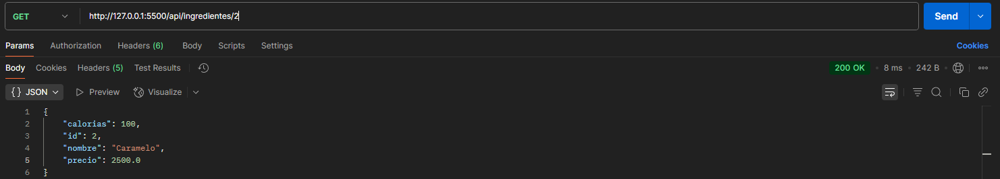 GET http://127.0.0.1:5500/api/ingredientes/2 Send
Params Authorization Headers (6) Body Scripts Settings Cookies
Body Cookies Headers (5) Test Results 200 OK • 8 ms • 242 B
{} JSON Preview Visualize
1 {
2 "calorias": 100,
3 "id": 2,
4 "nombre": "Caramelo",
5 "precio": 2500.0
6 }